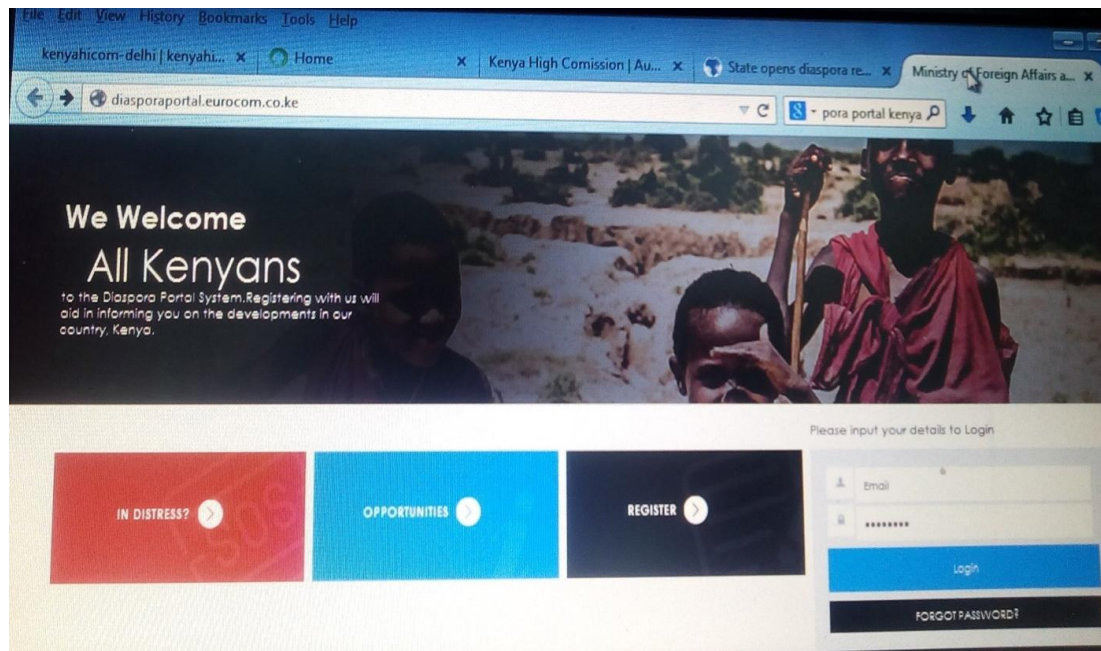 File Edit View History Bookmarks Tools Help
kenyahicom-delhi | kenyahi... × Home × Kenya High Comission | Au... × State opens diaspora re... × Ministry of Foreign Affairs a... ×
diasporaportal.eurocom.co.ke
pora portal kenya
We Welcome
All Kenyans
to the Diaspora Portal System.Registering with us will
aid in informing you on the developments in our
country, Kenya.
Please input your details to Login
IN DISTRESS?
SOS
OPPORTUNITIES
REGISTER
Email
Login
FORGOT PASSWORD?